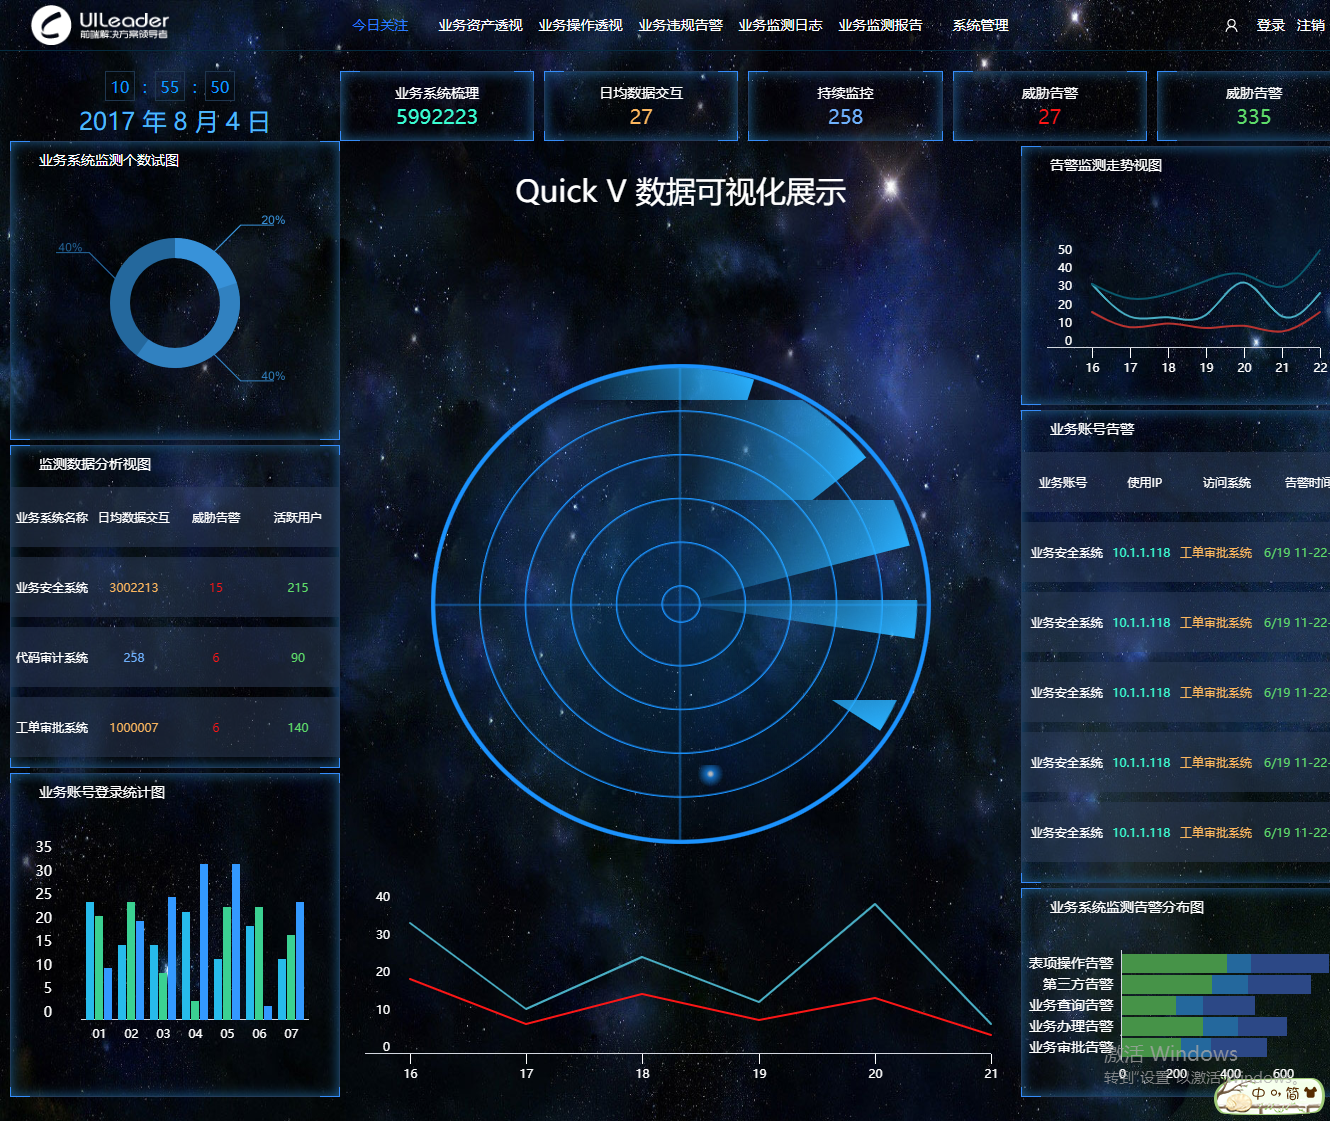 UILeader
前端解决方案领导者
今日关注 业务资产透视 业务操作透视 业务违规告警 业务监测日志 业务监测报告 系统管理 登录 注销
10 : 55 : 50
2017 年 8 月 4 日
业务系统梳理
5992223
日均数据交互
27
持续监控
258
威胁告警
27
威胁告警
335
业务系统监测个数试图
20%
40%
40%
监测数据分析视图
业务系统名称 日均数据交互 威胁告警 活跃用户
业务安全系统 3002213 15 215
代码审计系统 258 6 90
工单审批系统 1000007 6 140
业务账号登录统计图
35
30
25
20
15
10
5
0
01 02 03 04 05 06 07
Quick V 数据可视化展示
40
30
20
10
0
16 17 18 19 20 21
告警监测走势视图
50
40
30
20
10
0
16 17 18 19 20 21 22
业务账号告警
业务账号 使用IP 访问系统 告警时间
业务安全系统 10.1.1.118 工单审批系统 6/19 11-22-
业务安全系统 10.1.1.118 工单审批系统 6/19 11-22-
业务安全系统 10.1.1.118 工单审批系统 6/19 11-22-
业务安全系统 10.1.1.118 工单审批系统 6/19 11-22-
业务安全系统 10.1.1.118 工单审批系统 6/19 11-22-
业务系统监测告警分布图
表项操作告警
第三方告警
业务查询告警
业务办理告警
业务审批告警
0 200 400 600
激活 Windows
转到"设置"以激活 Windows。
中 简